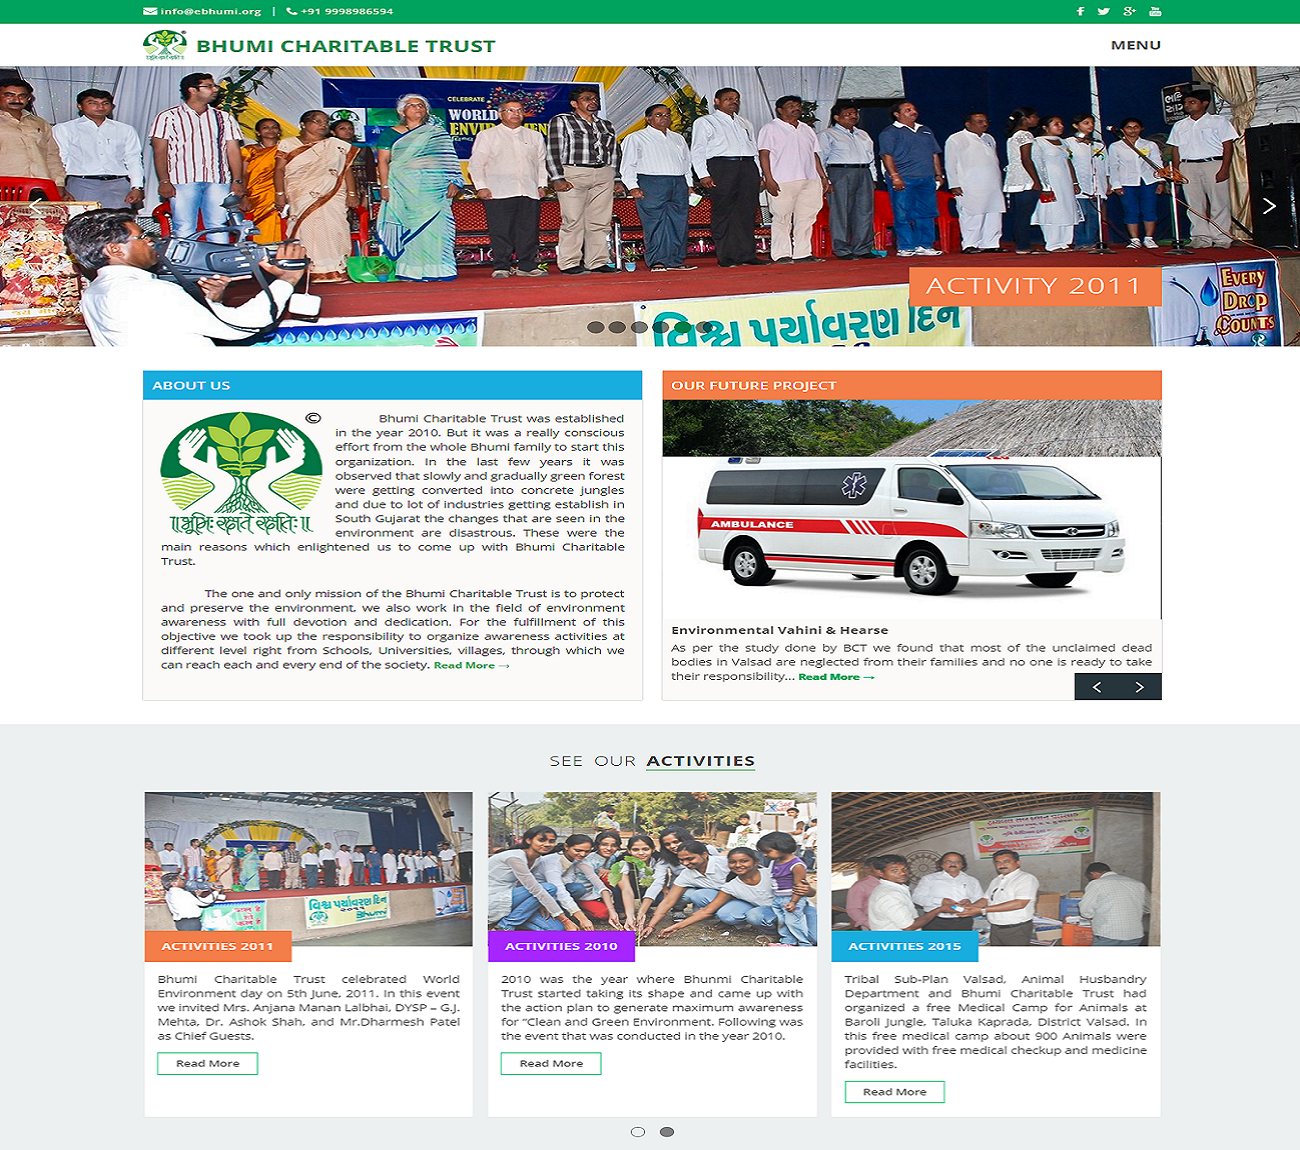 info@ebhumi.org | +91 9998986594
BHUMI CHARITABLE TRUST
MENU
CELEBRATE
WORLD
ENVIRONMENT
EVERY
DROP
COUNTS
ACTIVITY 2011
વિશ્વ પર્યાવરણ દિન
ABOUT US
©
Bhumi Charitable Trust was established
in the year 2010. But it was a really conscious
effort from the whole Bhumi family to start this
organization. In the last few years it was
observed that slowly and gradually green forest
were getting converted into concrete jungles
and due to lot of industries getting establish in
South Gujarat the changes that are seen in the
environment are disastrous. These were the
main reasons which enlightened us to come up with Bhumi Charitable
Trust.
॥भूमिः रक्षते रक्षतिः॥
The one and only mission of the Bhumi Charitable Trust is to protect
and preserve the environment, we also work in the field of environment
awareness with full devotion and dedication. For the fulfillment of this
objective we took up the responsibility to organize awareness activities at
different level right from Schools, Universities, villages, through which we
can reach each and every end of the society. Read More →
OUR FUTURE PROJECT
AMBULANCE
Environmental Vahini & Hearse
As per the study done by BCT we found that most of the unclaimed dead
bodies in Valsad are neglected from their families and no one is ready to take
their responsibility... Read More →
SEE OUR ACTIVITIES
વિશ્વ પર્યાવરણ દિન
૨૦૧૧
Bhumi
ACTIVITIES 2011
Bhumi Charitable Trust celebrated World
Environment day on 5th June, 2011. In this event
we invited Mrs. Anjana Manan Lalbhai, DYSP – G.J.
Mehta, Dr. Ashok Shah, and Mr.Dharmesh Patel
as Chief Guests.
Read More
ACTIVITIES 2010
2010 was the year where Bhunmi Charitable
Trust started taking its shape and came up with
the action plan to generate maximum awareness
for “Clean and Green Environment. Following was
the event that was conducted in the year 2010.
Read More
ACTIVITIES 2015
Tribal Sub-Plan Valsad, Animal Husbandry
Department and Bhumi Charitable Trust had
organized a free Medical Camp for Animals at
Baroli Jungle, Taluka Kaprada, District Valsad. In
this free medical camp about 900 Animals were
provided with free medical checkup and medicine
facilities.
Read More